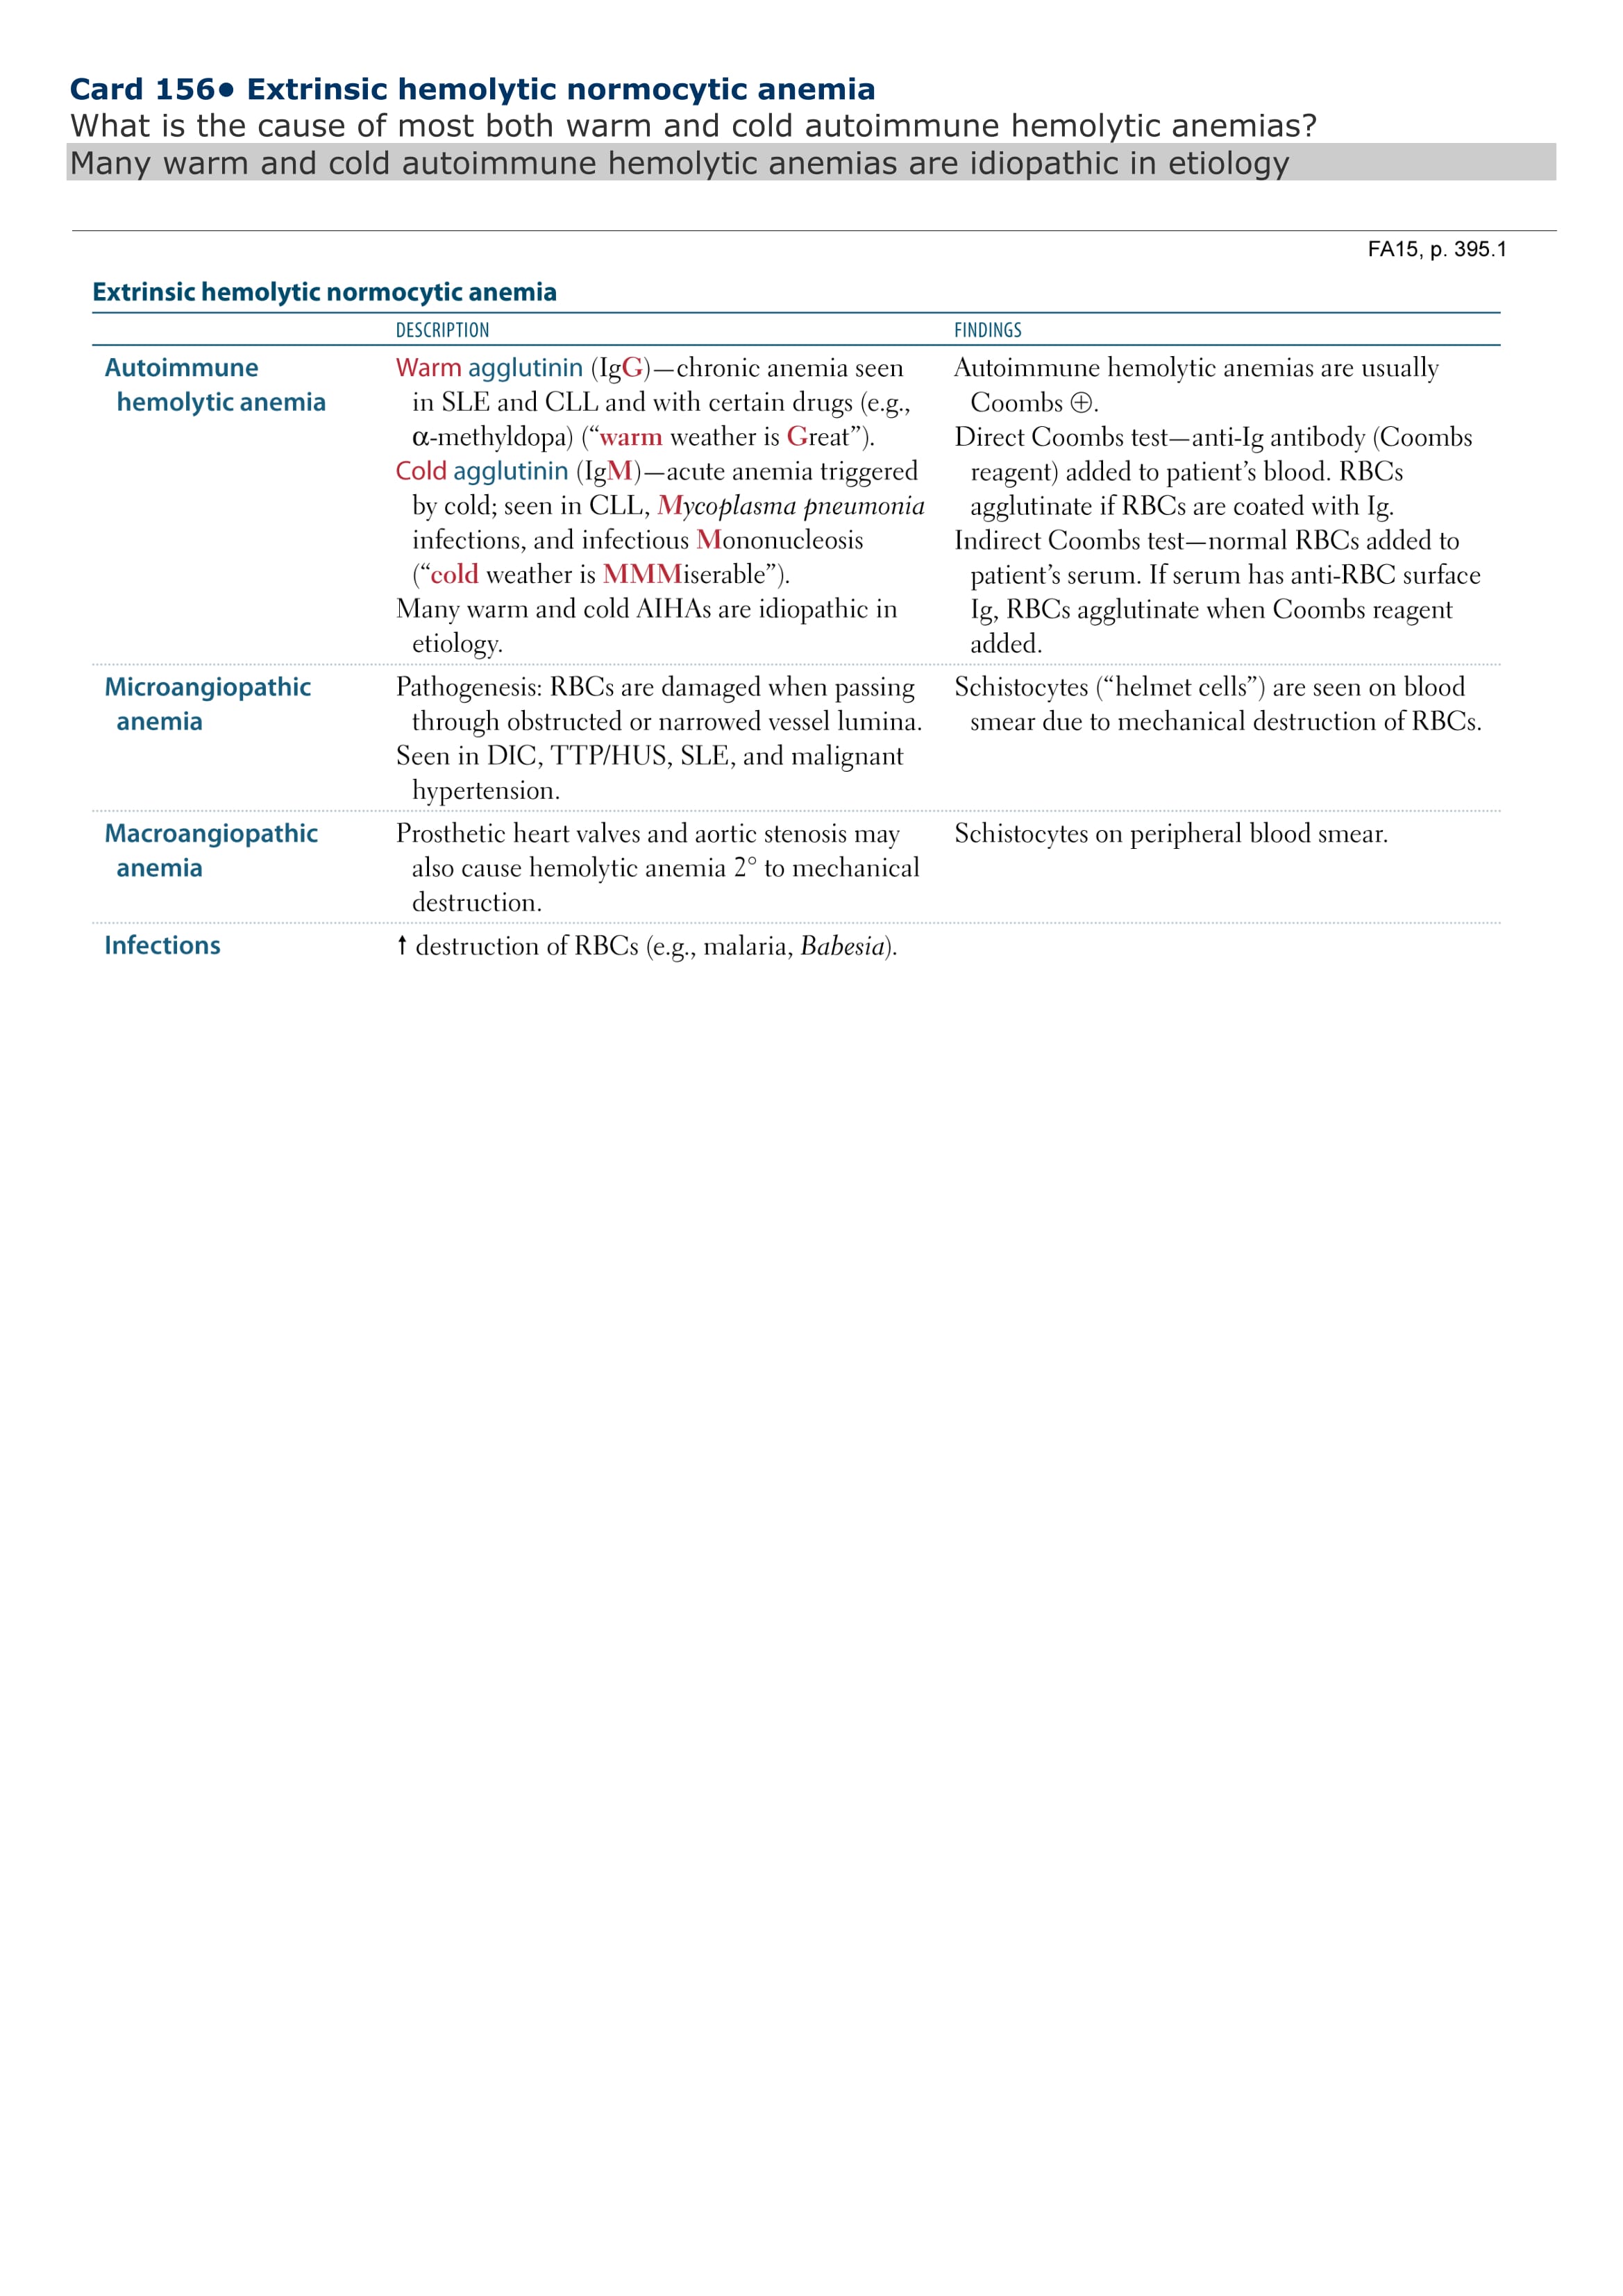 Card 156• Extrinsic hemolytic normocytic anemia
What is the cause of most both warm and cold autoimmune hemolytic anemias?
Many warm and cold autoimmune hemolytic anemias are idiopathic in etiology
FA15, p. 395.1
Extrinsic hemolytic normocytic anemia
DESCRIPTION
FINDINGS
Autoimmune
hemolytic anemia
Warm agglutinin (IgG)—chronic anemia seen
in SLE and CLL and with certain drugs (e.g.,
α-methyldopa) (“warm weather is Great”).
Cold agglutinin (IgM)—acute anemia triggered
by cold; seen in CLL, Mycoplasma pneumonia
infections, and infectious Mononucleosis
(“cold weather is MMMiserable”).
Many warm and cold AIHAs are idiopathic in
etiology.
Autoimmune hemolytic anemias are usually
Coombs ⊕.
Direct Coombs test—anti-Ig antibody (Coombs
reagent) added to patient’s blood. RBCs
agglutinate if RBCs are coated with Ig.
Indirect Coombs test—normal RBCs added to
patient’s serum. If serum has anti-RBC surface
Ig, RBCs agglutinate when Coombs reagent
added.
Microangiopathic
anemia
Pathogenesis: RBCs are damaged when passing
through obstructed or narrowed vessel lumina.
Seen in DIC, TTP/HUS, SLE, and malignant
hypertension.
Schistocytes (“helmet cells”) are seen on blood
smear due to mechanical destruction of RBCs.
Macroangiopathic
anemia
Prosthetic heart valves and aortic stenosis may
also cause hemolytic anemia 2° to mechanical
destruction.
Schistocytes on peripheral blood smear.
Infections
↑ destruction of RBCs (e.g., malaria, Babesia).